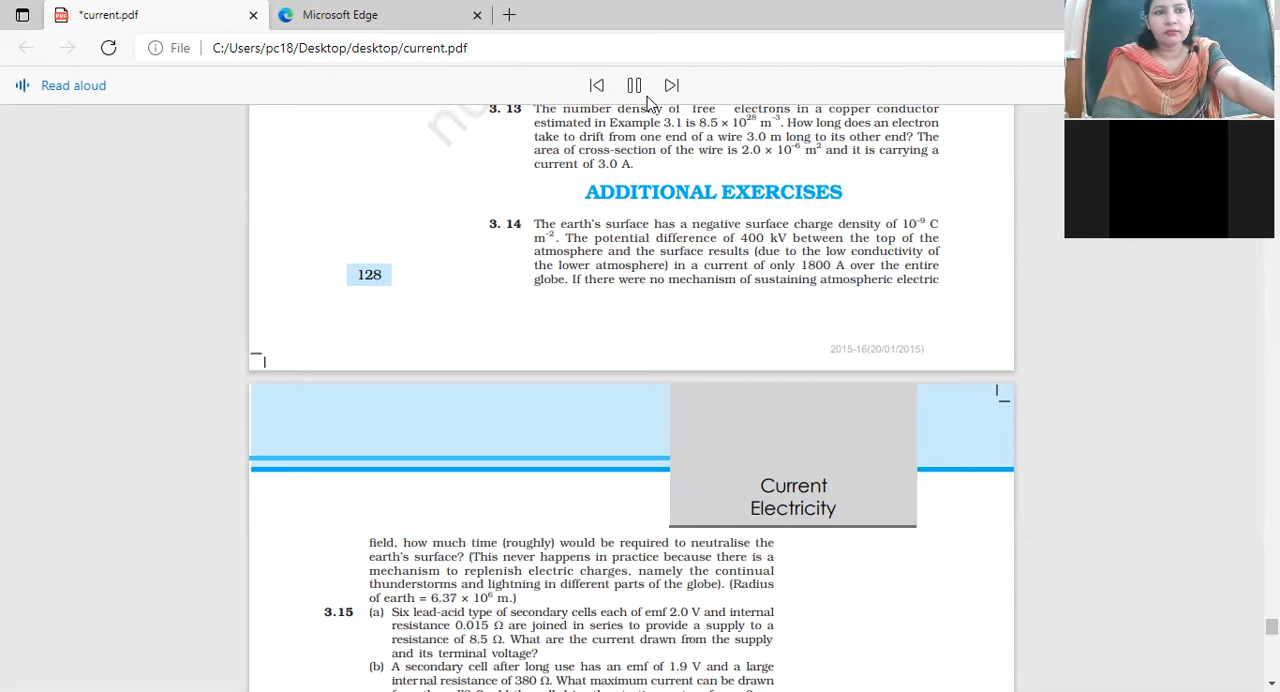 *current.pdf
Microsoft Edge
File
C:/Users/pc18/Desktop/desktop/current.pdf
Read aloud
3. 13 The number density of free electrons in a copper conductor
estimated in Example 3.1 is 8.5 × 10²⁸ m⁻³. How long does an electron
take to drift from one end of a wire 3.0 m long to its other end? The
area of cross-section of the wire is 2.0 × 10⁻⁶ m² and it is carrying a
current of 3.0 A.
ADDITIONAL EXERCISES
3. 14 The earth's surface has a negative surface charge density of 10⁻⁹ C
m⁻². The potential difference of 400 kV between the top of the
atmosphere and the surface results (due to the low conductivity of
the lower atmosphere) in a current of only 1800 A over the entire
globe. If there were no mechanism of sustaining atmospheric electric
128
2015-16(20/01/2015)
Current
Electricity
field, how much time (roughly) would be required to neutralise the
earth's surface? (This never happens in practice because there is a
mechanism to replenish electric charges, namely the continual
thunderstorms and lightning in different parts of the globe). (Radius
of earth = 6.37 × 10⁶ m.)
3.15 (a) Six lead-acid type of secondary cells each of emf 2.0 V and internal
resistance 0.015 Ω are joined in series to provide a supply to a
resistance of 8.5 Ω. What are the current drawn from the supply
and its terminal voltage?
(b) A secondary cell after long use has an emf of 1.9 V and a large
internal resistance of 380 Ω. What maximum current can be drawn